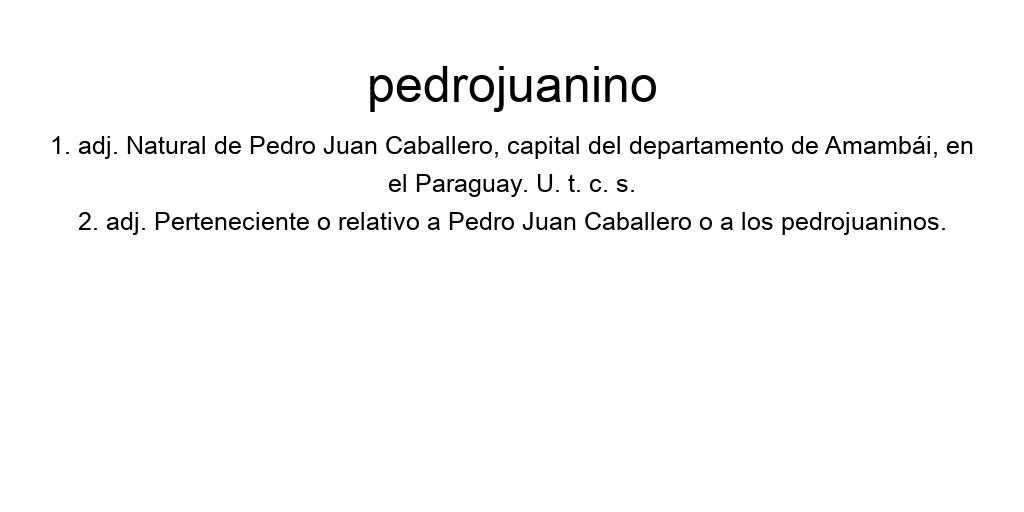 pedrojuanino
1. adj. Natural de Pedro Juan Caballero, capital del departamento de Amambái, en
el Paraguay. U. t. c. s.
2. adj. Perteneciente o relativo a Pedro Juan Caballero o a los pedrojuaninos.